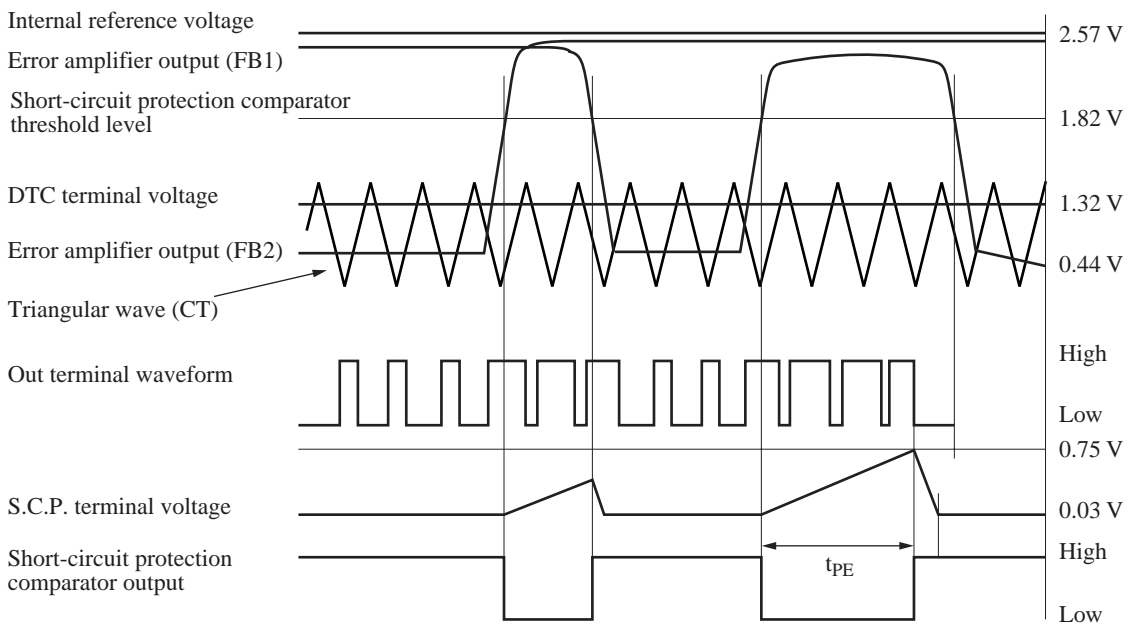 Internal reference voltage
2.57 V
Error amplifier output (FB1)
Short-circuit protection comparator
threshold level
1.82 V
DTC terminal voltage
1.32 V
Error amplifier output (FB2)
0.44 V
Triangular wave (CT)
High
Out terminal waveform
Low
0.75 V
S.C.P. terminal voltage
0.03 V
Short-circuit protection
comparator output
High
tPE
Low